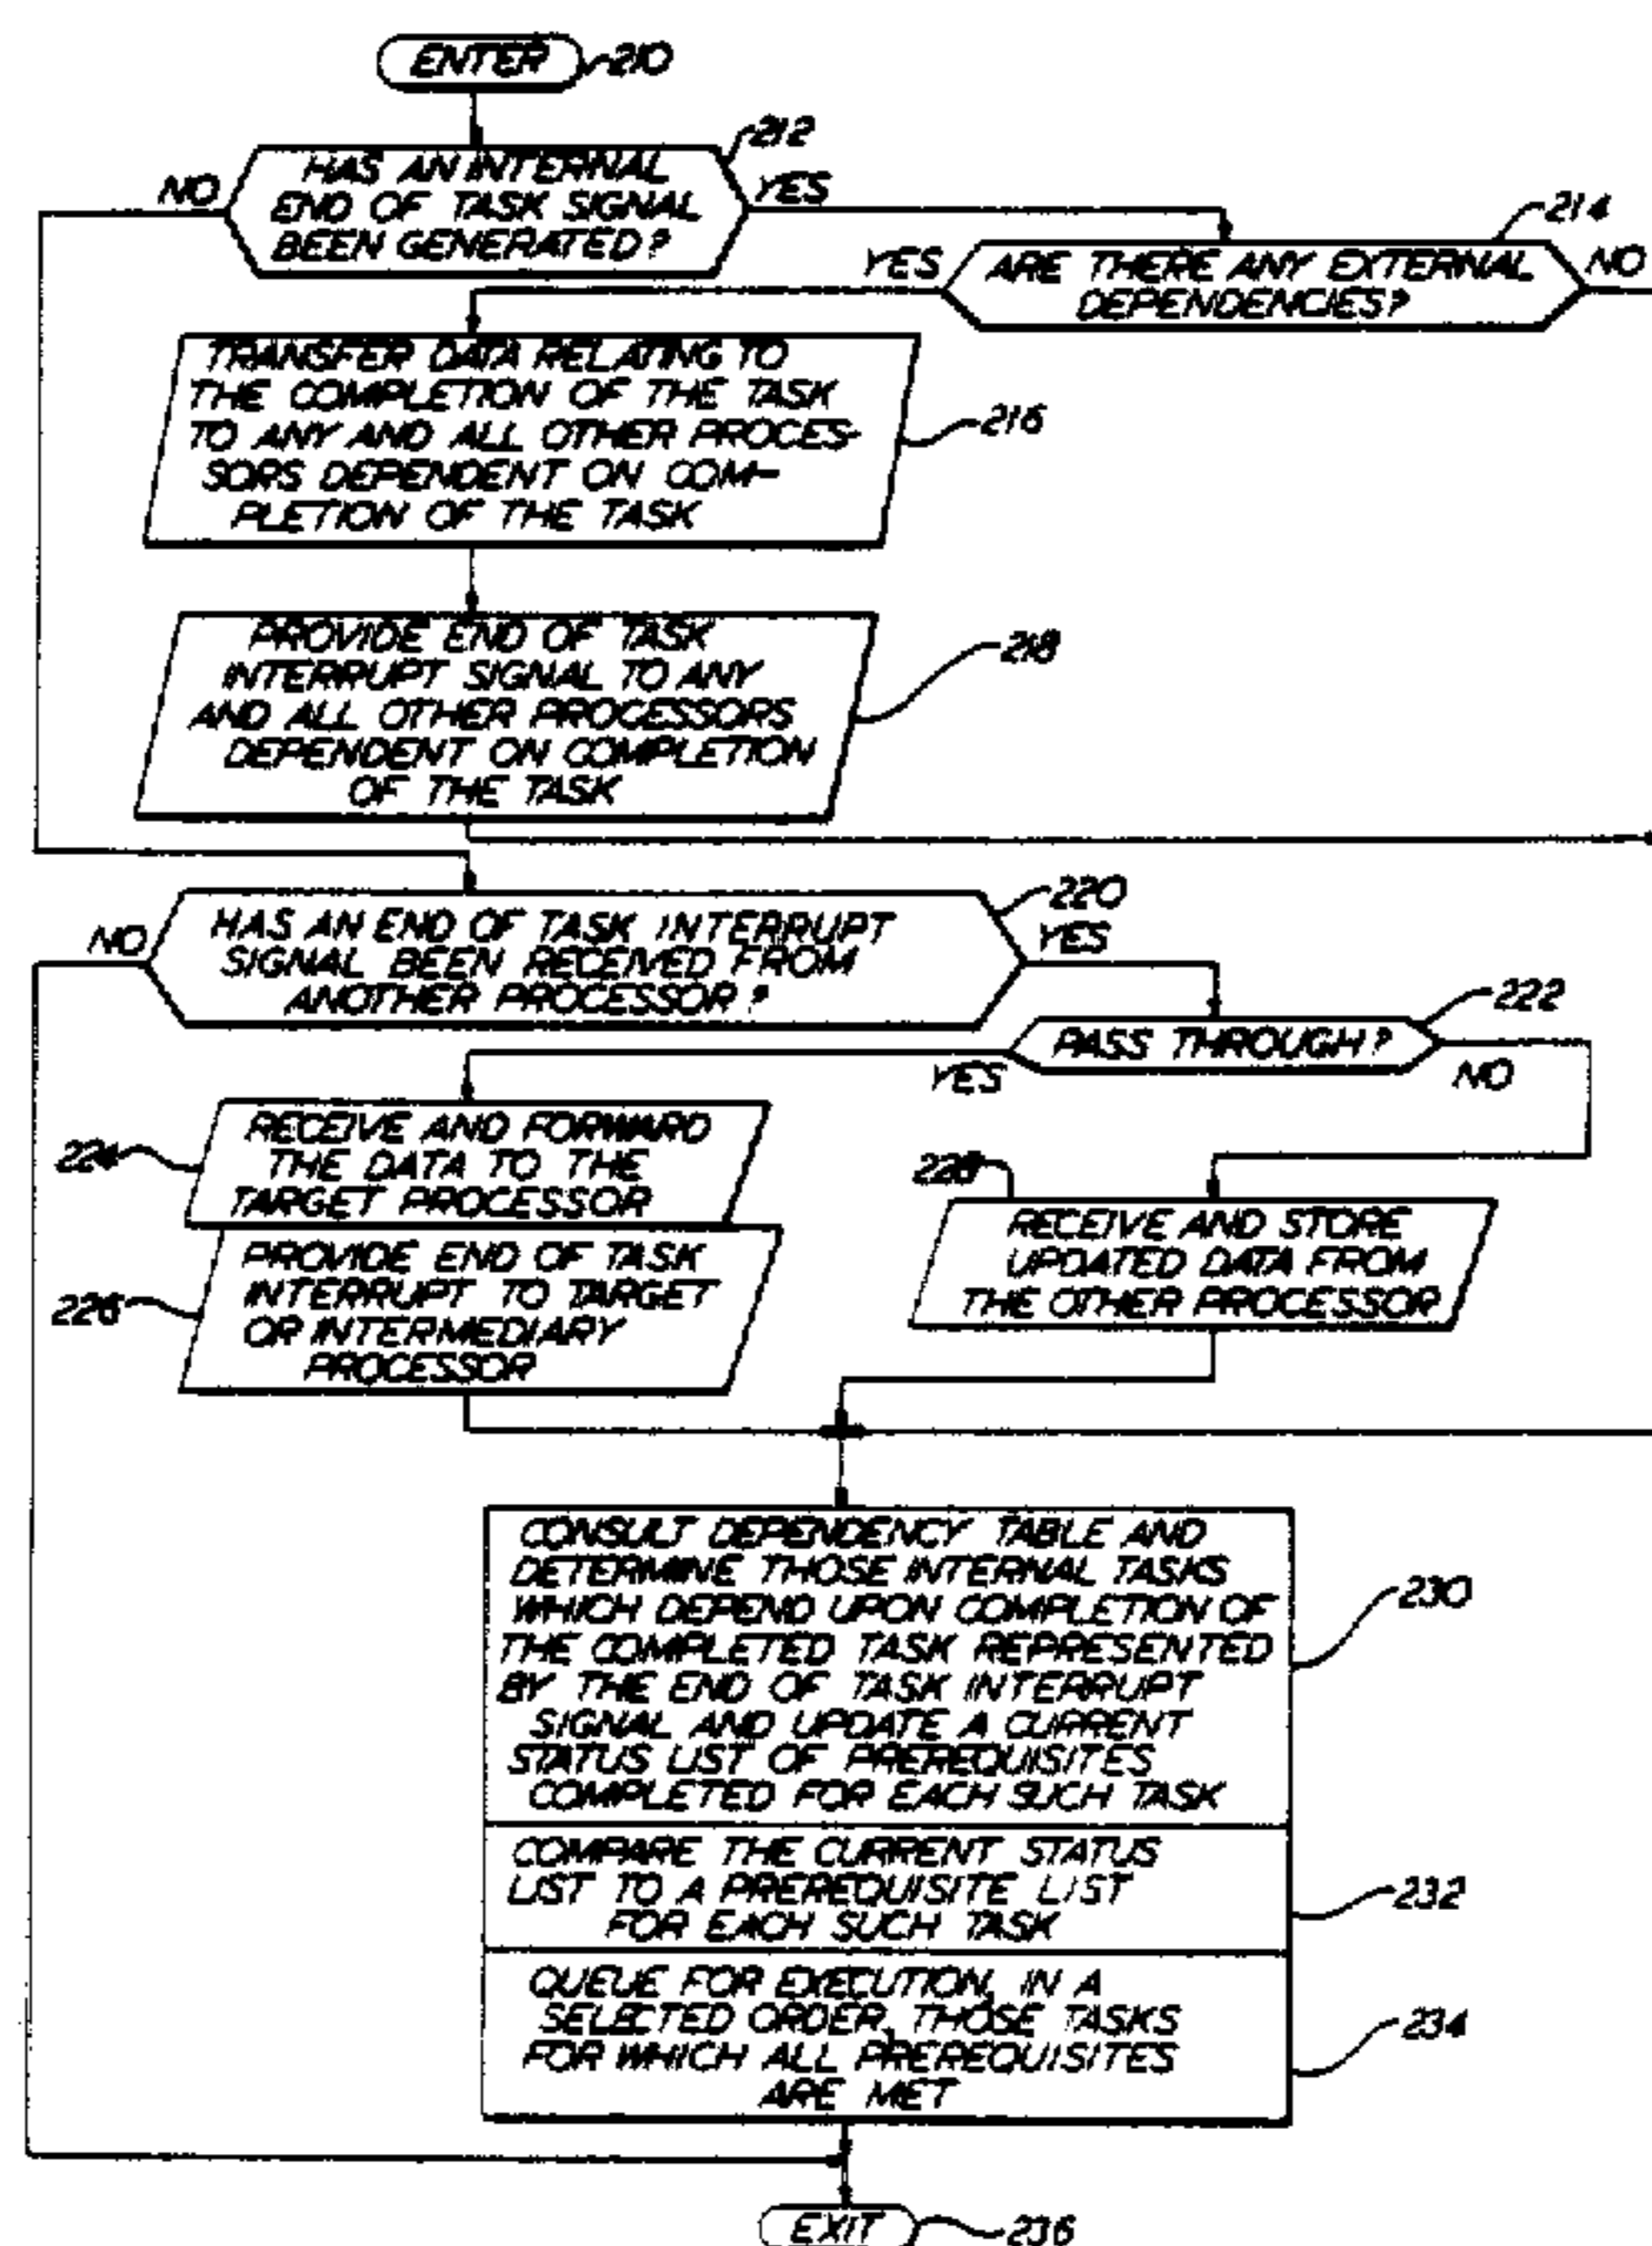 ENTER 210
212
NO
HAS AN INTERNAL
END OF TASK SIGNAL
BEEN GENERATED?
YES
214
YES
ARE THERE ANY EXTERNAL
DEPENDENCIES?
NO
TRANSFER DATA RELATING TO
THE COMPLETION OF THE TASK
TO ANY AND ALL OTHER PROCES-
SORS DEPENDENT ON COM-
PLETION OF THE TASK
216
PROVIDE END OF TASK
INTERRUPT SIGNAL TO ANY
AND ALL OTHER PROCESSORS
DEPENDENT ON COMPLETION
OF THE TASK
218
220
NO
HAS AN END OF TASK INTERRUPT
SIGNAL BEEN RECEIVED FROM
ANOTHER PROCESSOR?
YES
222
PASS THROUGH?
YES
NO
224
RECEIVE AND FORWARD
THE DATA TO THE
TARGET PROCESSOR
226
PROVIDE END OF TASK
INTERRUPT TO TARGET
OR INTERMEDIARY
PROCESSOR
228
RECEIVE AND STORE
UPDATED DATA FROM
THE OTHER PROCESSOR
CONSULT DEPENDENCY TABLE AND
DETERMINE THOSE INTERNAL TASKS
WHICH DEPEND UPON COMPLETION OF
THE COMPLETED TASK REPRESENTED
BY THE END OF TASK INTERRUPT
SIGNAL AND UPDATE A CURRENT
STATUS LIST OF PREREQUISITES
COMPLETED FOR EACH SUCH TASK
230
COMPARE THE CURRENT STATUS
LIST TO A PREREQUISITE LIST
FOR EACH SUCH TASK
232
QUEUE FOR EXECUTION, IN A
SELECTED ORDER, THOSE TASKS
FOR WHICH ALL PREREQUISITES
ARE MET
234
EXIT 236